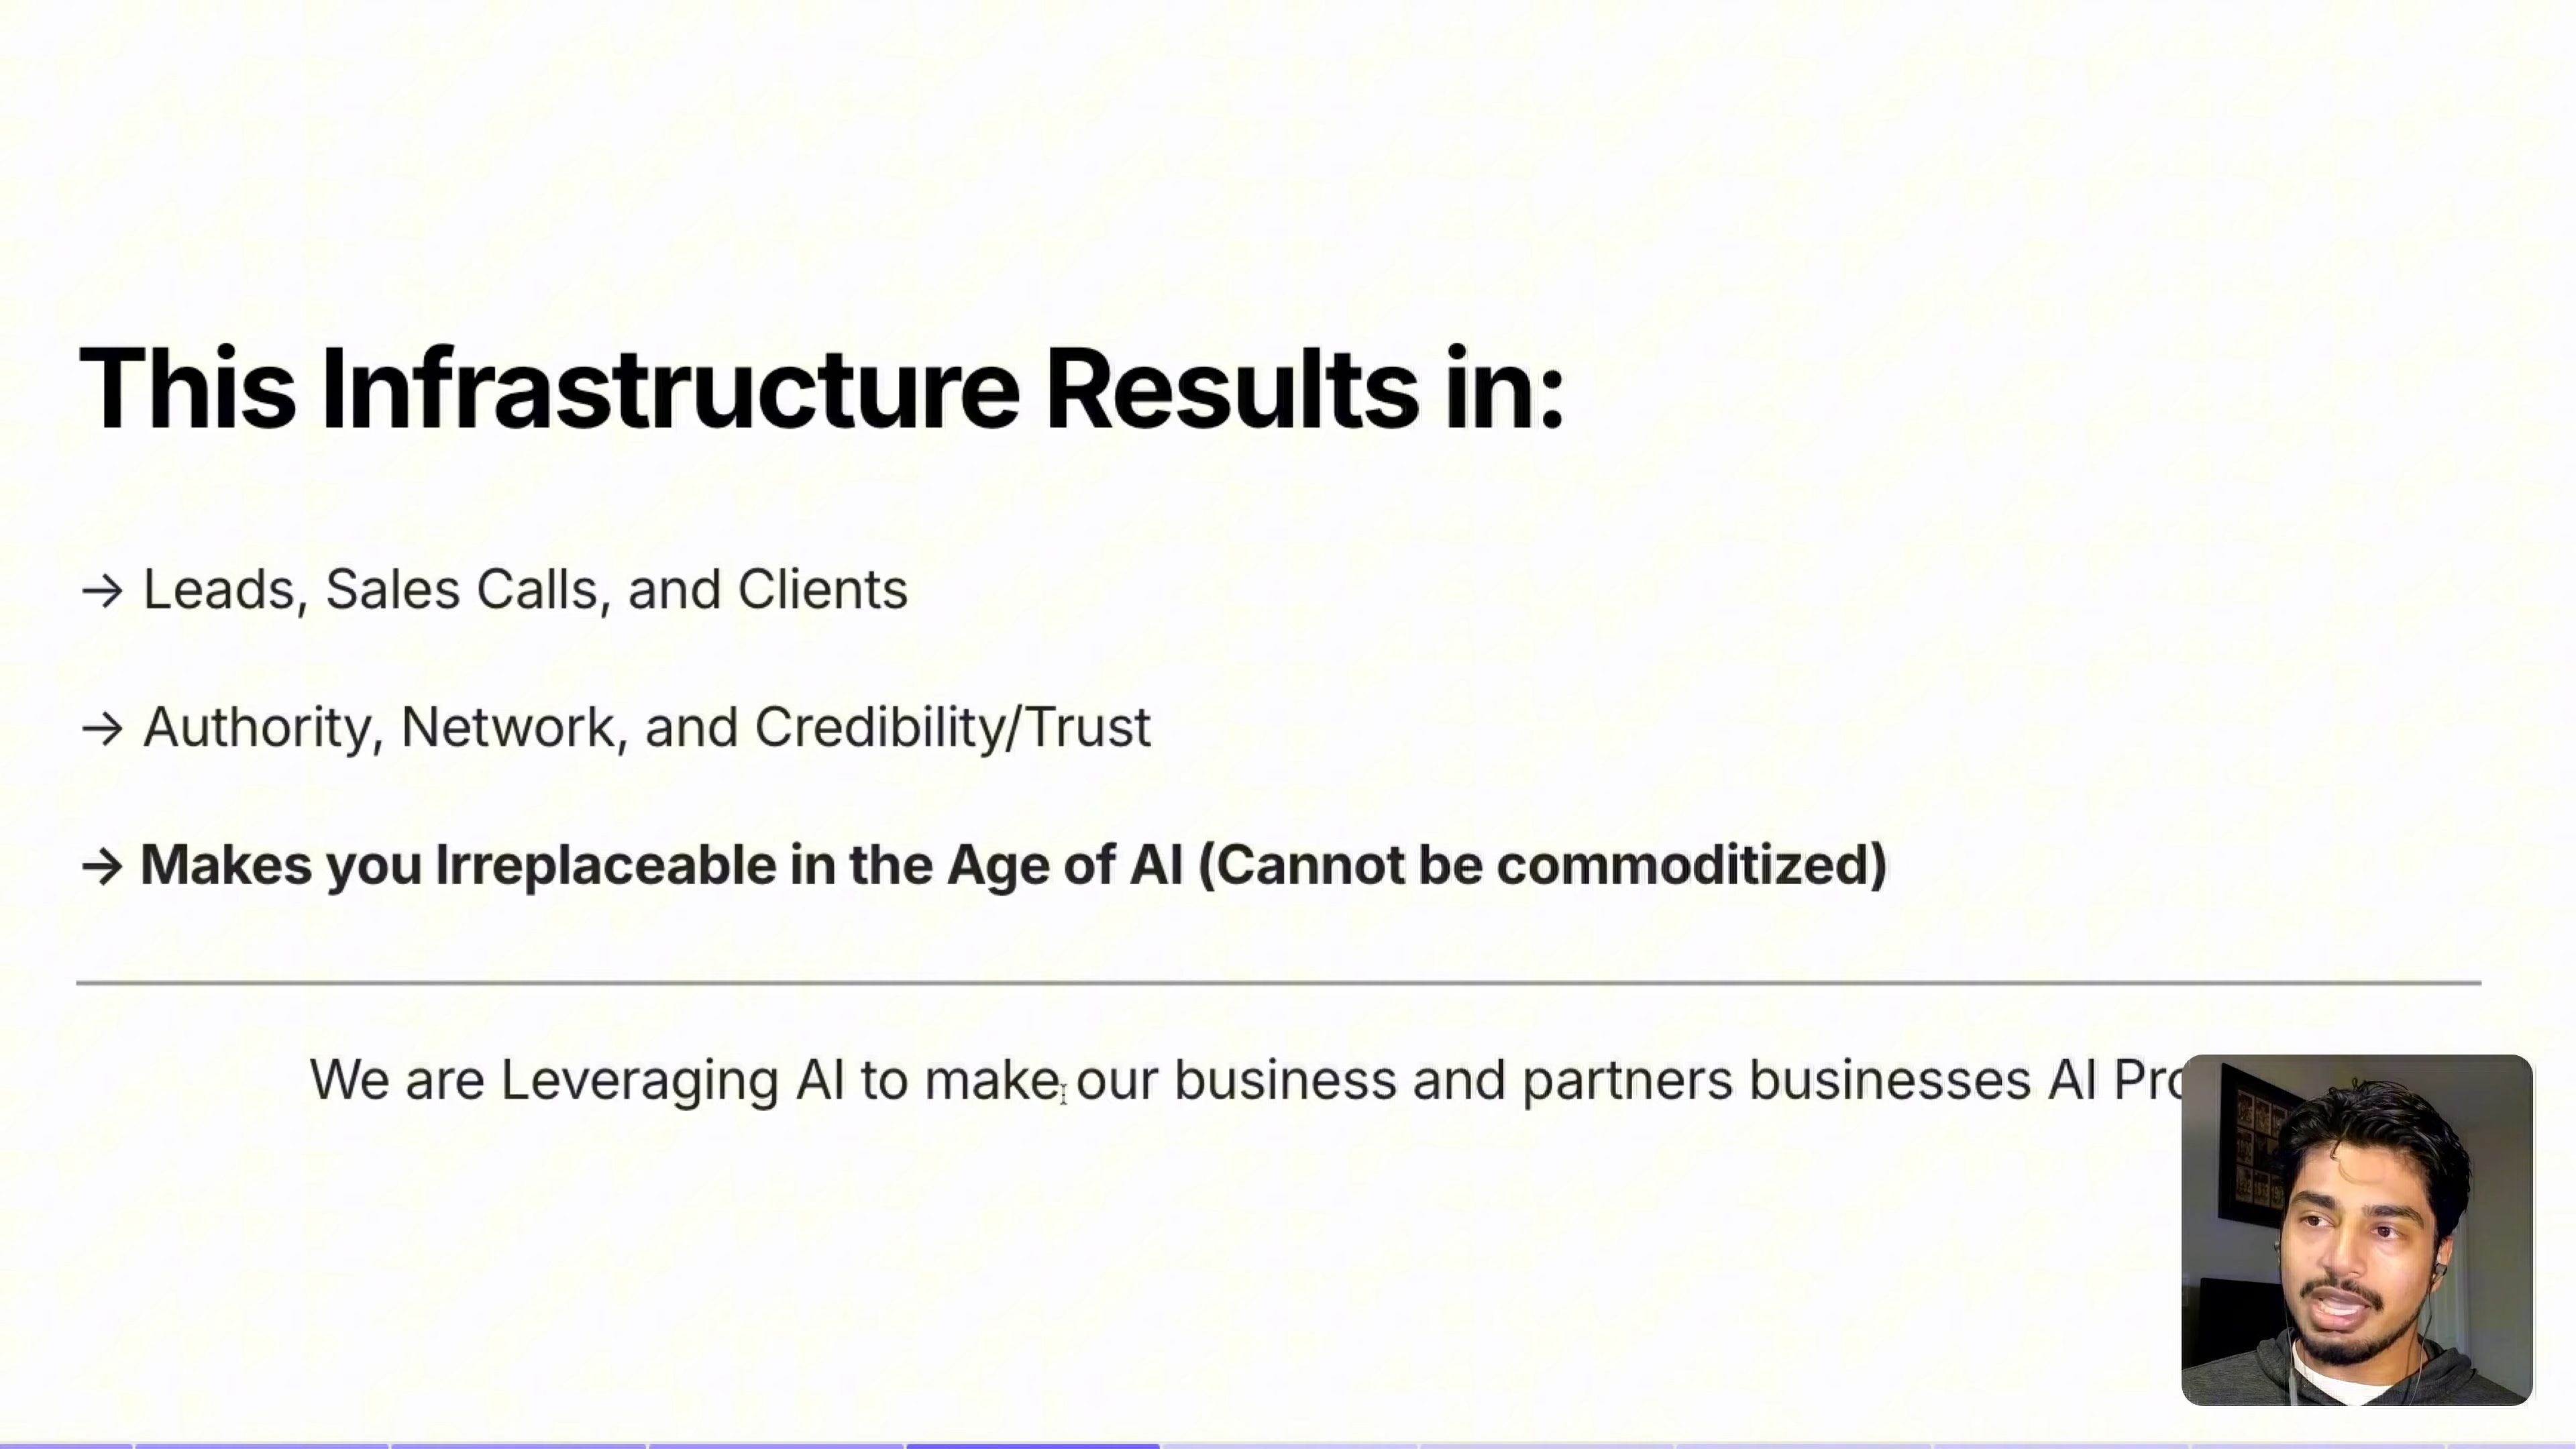 This Infrastructure Results in:
→ Leads, Sales Calls, and Clients
→ Authority, Network, and Credibility/Trust
→ Makes you Irreplaceable in the Age of AI (Cannot be commoditized)
We are Leveraging AI to make our business and partners businesses AI